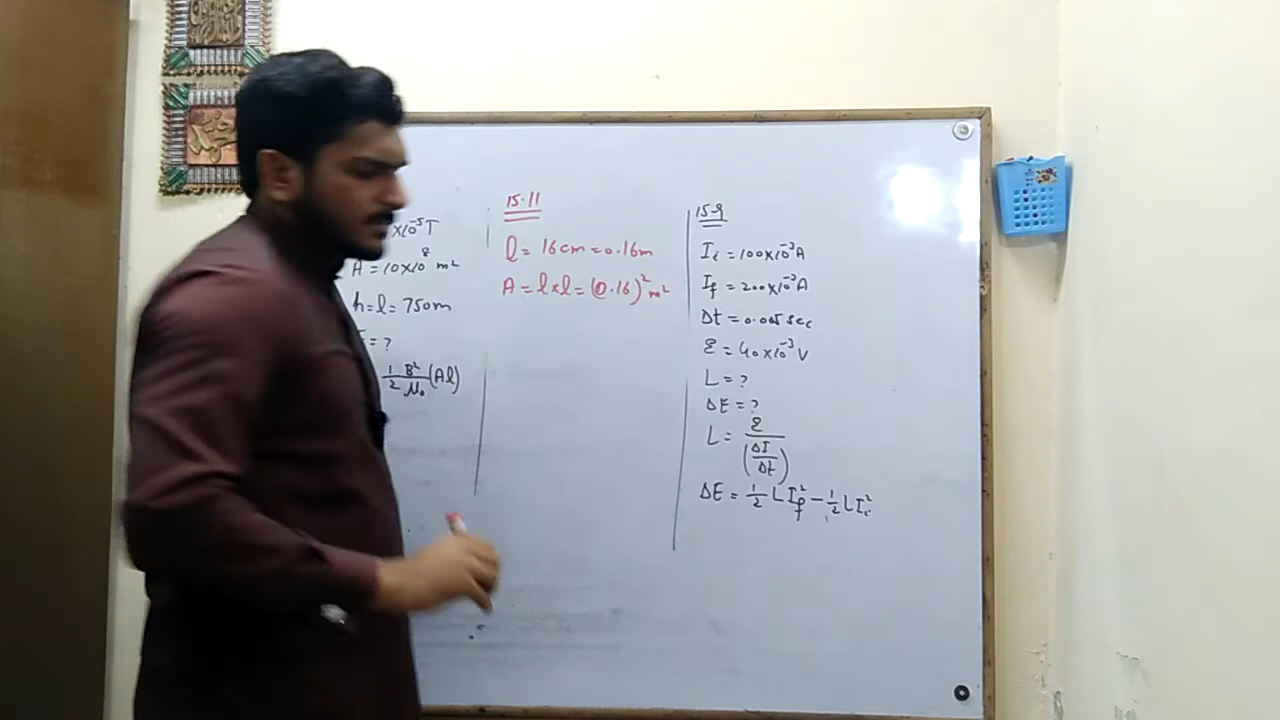 ×10⁻⁵T
A = 10×10⁸ m²
h = l = 750m
= ?
1/2 B²/μ₀ (Al)
15.11
l = 16cm = 0.16m
A = l×l = (0.16)² m²
15.9
Iᵢ = 100×10⁻³A
I_f = 200×10⁻³A
Δt = 0.005 sec
ε = 40×10⁻³ V
L = ?
ΔE = ?
L = ε/(ΔI/Δt)
ΔE = 1/2 L I_f² − 1/2 L Iᵢ²